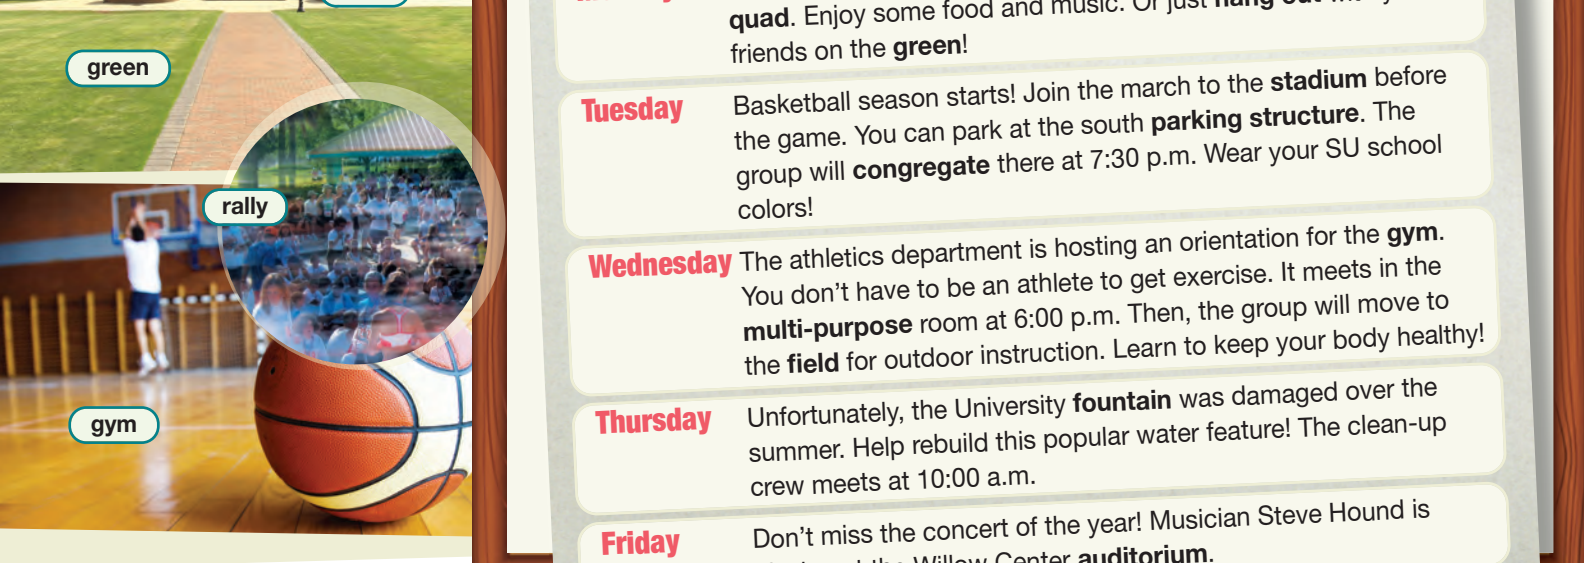 green
rally
gym
quad. Enjoy some food and music. Or just hang out
friends on the green!
Tuesday
Basketball season starts! Join the march to the stadium before
the game. You can park at the south parking structure. The
group will congregate there at 7:30 p.m. Wear your SU school
colors!
Wednesday
The athletics department is hosting an orientation for the gym.
You don't have to be an athlete to get exercise. It meets in the
multi-purpose room at 6:00 p.m. Then, the group will move to
the field for outdoor instruction. Learn to keep your body healthy!
Thursday
Unfortunately, the University fountain was damaged over the
summer. Help rebuild this popular water feature! The clean-up
crew meets at 10:00 a.m.
Friday
Don't miss the concert of the year! Musician Steve Hound is
the Willow Center auditorium.